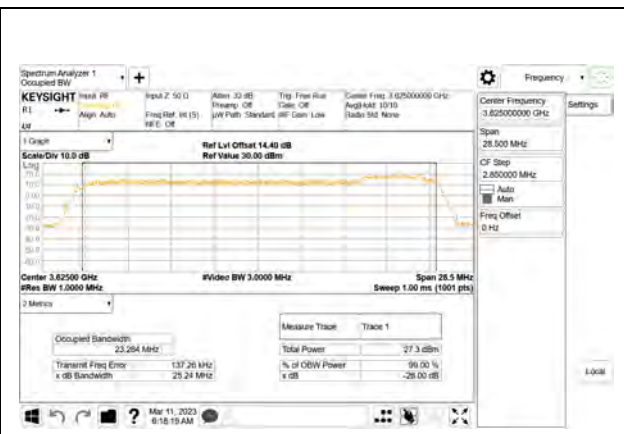 Spectrum Analyzer 1
Occupied BW
Frequency
KEYSIGHT
Input: RF
Align: Auto
Input Z: 50 Ω
Freq Ref: Int (S)
NFE: Off
Atten: 32 dB
Preamp: Off
µW Path: Standard
Trig: Free Run
Gate: Off
#IF Gain: Low
Center Freq: 3.625000000 GHz
Avg|Hold: 10/10
Radio Std: None
Center Frequency
3.625000000 GHz
Settings
Span
28.500 MHz
CF Step
2.850000 MHz
Auto
Man
Freq Offset
0 Hz
1 Graph
Scale/Div 10.0 dB
Ref Lvl Offset 14.40 dB
Ref Value 30.00 dBm
Log
Center 3.62500 GHz
#Res BW 1.0000 MHz
#Video BW 3.0000 MHz
Span 28.5 MHz
Sweep 1.00 ms (1001 pts)
2 Metrics
Measure Trace
Trace 1
Occupied Bandwidth
23.284 MHz
Total Power
27.3 dBm
Transmit Freq Error
137.26 kHz
% of OBW Power
99.00 %
x dB Bandwidth
25.24 MHz
x dB
-26.00 dB
Local
?
Mar 11, 2023
6:18:19 AM